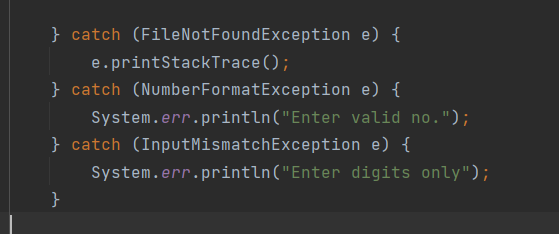 } catch (FileNotFoundException e) {
e.printStackTrace();
} catch (NumberFormatException e) {
System.err.println("Enter valid no.");
} catch (InputMismatchException e) {
System.err.println("Enter digits only");
}